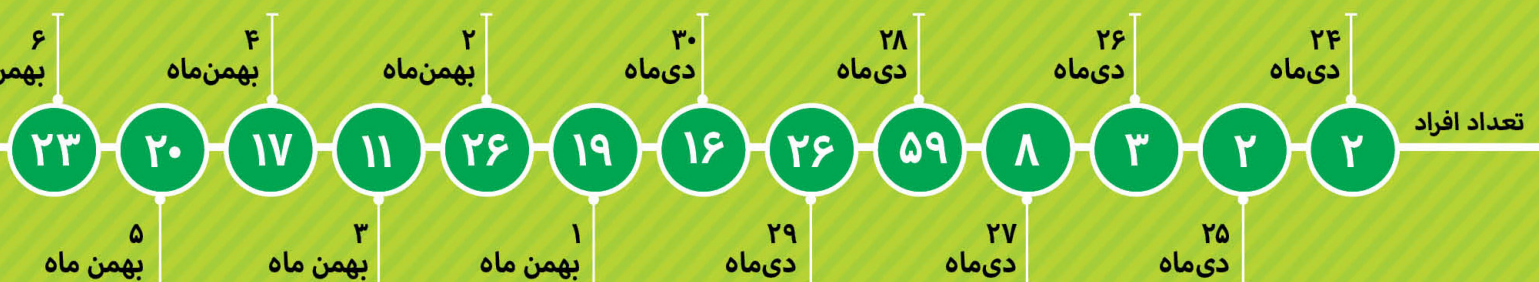 تعداد افراد
۲۴
دی‌ماه
۲
۲۵
دی‌ماه
۲
۲۶
دی‌ماه
۳
۲۷
دی‌ماه
۸
۲۸
دی‌ماه
۵۹
۲۹
دی‌ماه
۲۶
۳۰
دی‌ماه
۱۶
۱
بهمن ماه
۱۹
۲
بهمن‌ماه
۲۶
۳
بهمن ماه
۱۱
۴
بهمن‌ماه
۱۷
۵
بهمن ماه
۲۰
۶
بهمن
۲۳